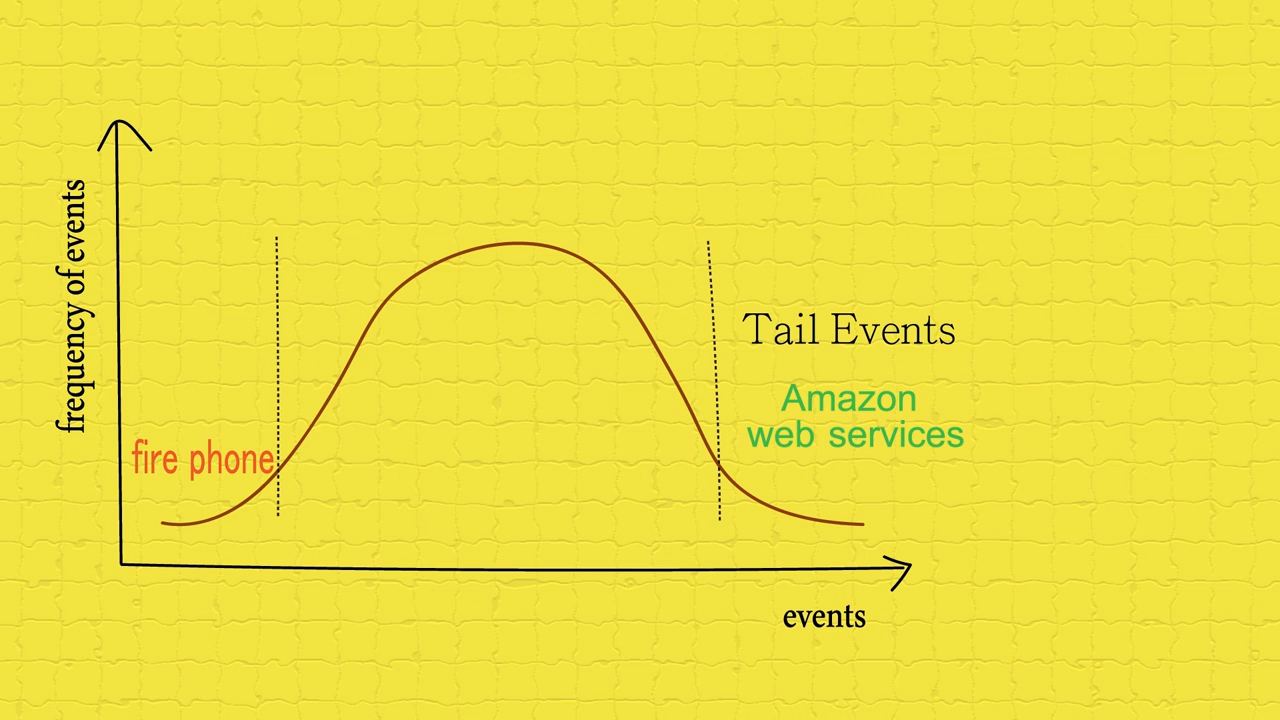 frequency of events
Tail Events
Amazon
web services
fire phone
events